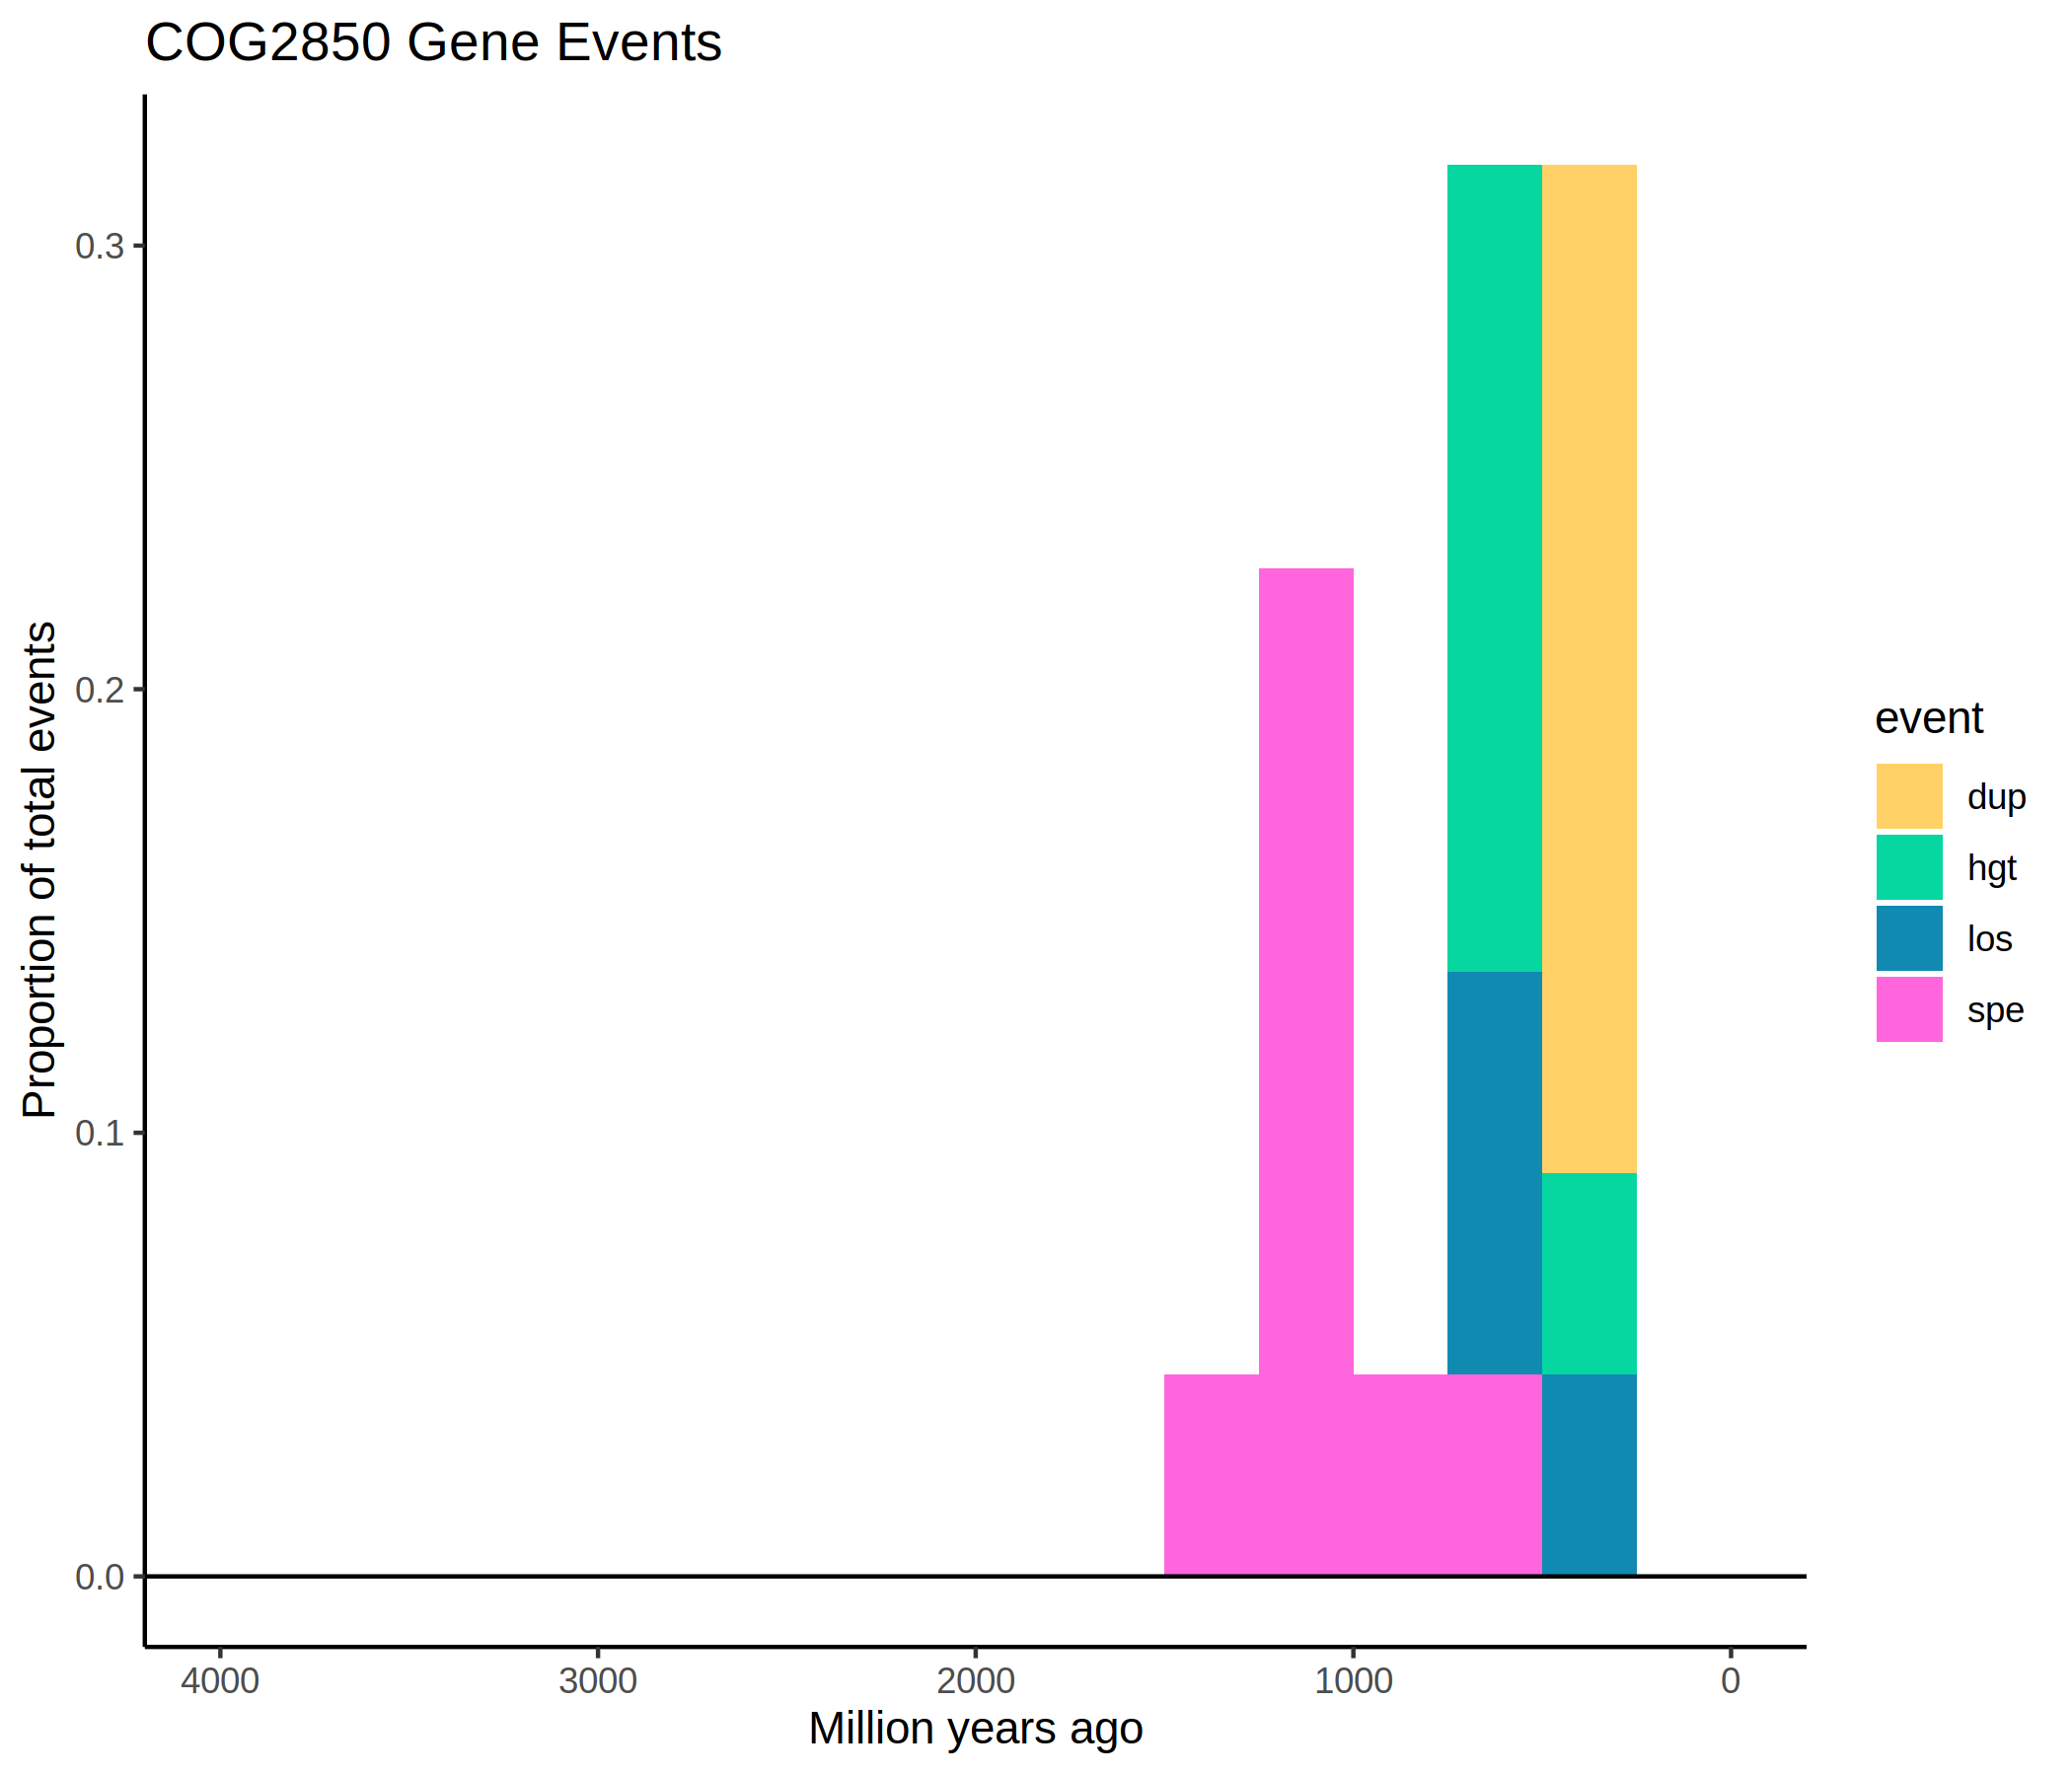 COG2850 Gene Events
Proportion of total events
0.3
0.2
0.1
0.0
4000 3000 2000 1000 0
Million years ago
event
dup
hgt
los
spe